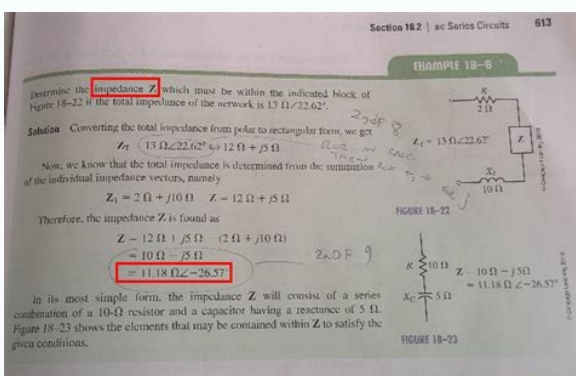 Section 18.2 | ac Series Circuits 613
EXAMPLE 18–6
Determine the impedance Z which must be within the indicated block of
Figure 18–22 if the total impedance of the network is 13 Ω∠22.62°.
Solution Converting the total impedance from polar to rectangular form, we get
Z_T 13 Ω∠22.62° ⇔ 12 Ω + j5 Ω
Now, we know that the total impedance is determined from the summation
of the individual impedance vectors, namely
Z₁ = 2 Ω + j10 Ω Z = 12 Ω + j5 Ω
Therefore, the impedance Z is found as
Z = 12 Ω + j5 Ω (2 Ω + j10 Ω)
= 10 Ω – j5 Ω
= 11.18 Ω∠–26.57°
In its most simple form, the impedance Z will consist of a series
combination of a 10-Ω resistor and a capacitor having a reactance of 5 Ω.
Figure 18–23 shows the elements that may be contained within Z to satisfy the
given conditions.
2ndF 8
2ndF 9
R
2 Ω
Z_T = 13 Ω∠22.62°
Z
X_L
10 Ω
FIGURE 18–22
R 10 Ω
X_C 5 Ω
Z 10 Ω – j5 Ω
= 11.18 Ω∠–26.57°
FIGURE 18–23